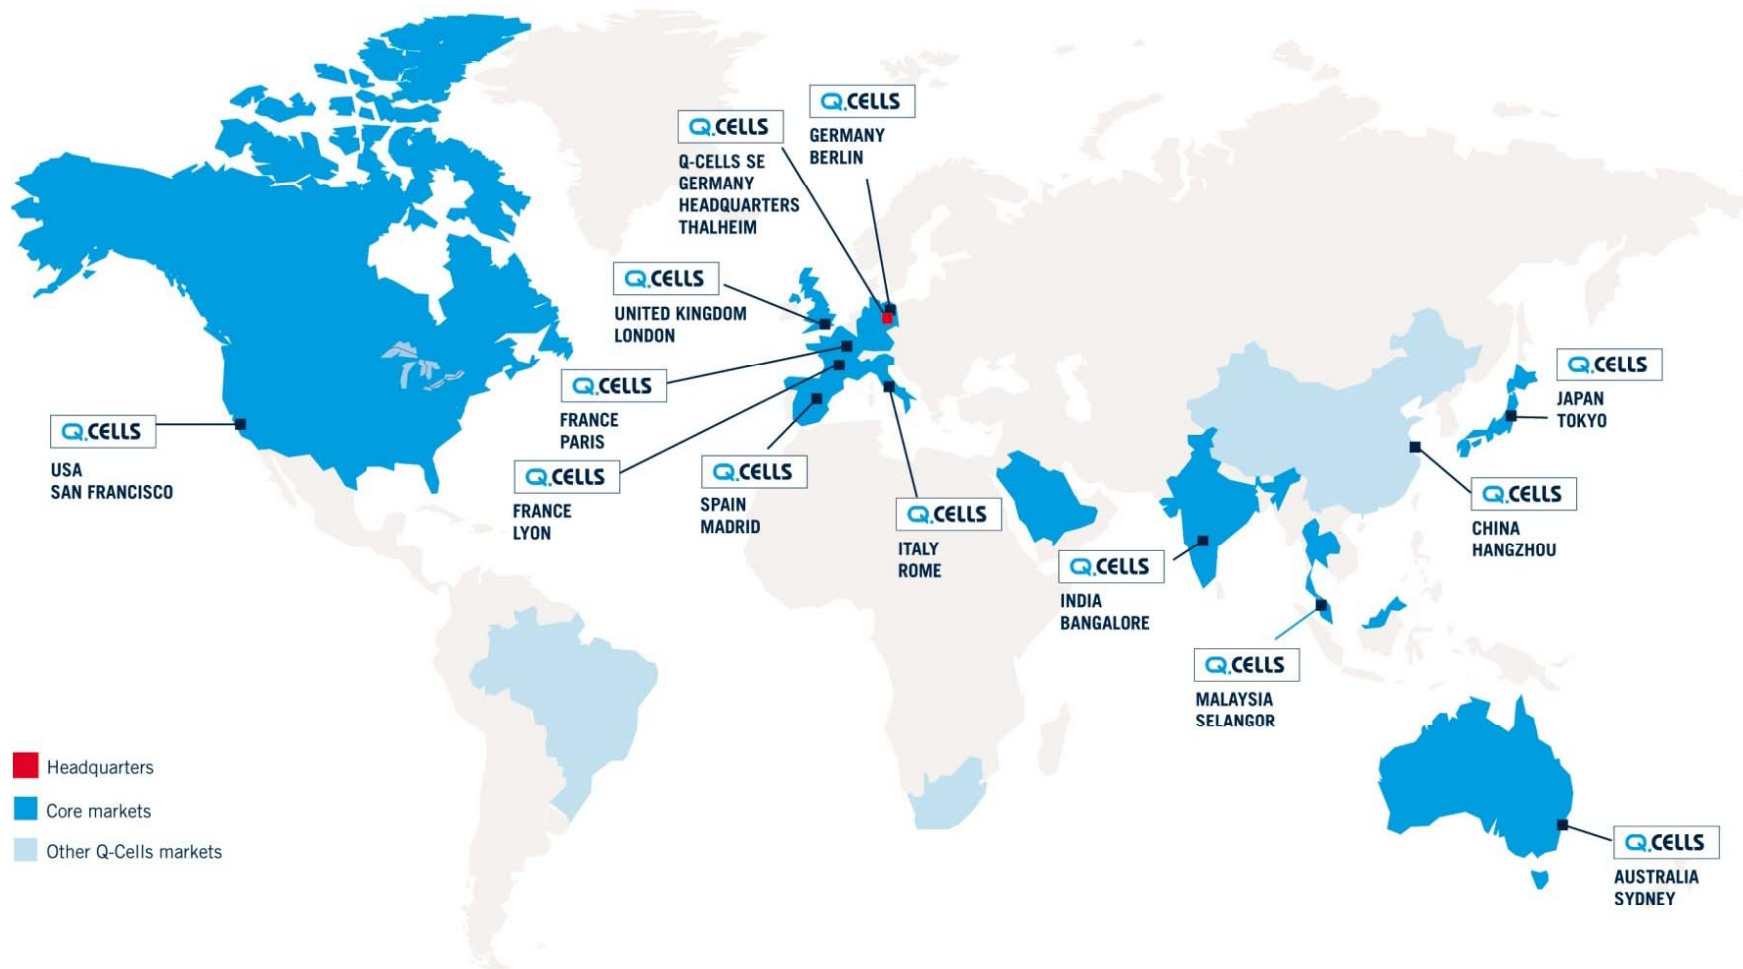 Q.CELLS
GERMANY
BERLIN
Q.CELLS
Q-CELLS SE
GERMANY
HEADQUARTERS
THALHEIM
Q.CELLS
UNITED KINGDOM
LONDON
Q.CELLS
FRANCE
PARIS
Q.CELLS
FRANCE
LYON
Q.CELLS
SPAIN
MADRID
Q.CELLS
ITALY
ROME
Q.CELLS
USA
SAN FRANCISCO
Q.CELLS
JAPAN
TOKYO
Q.CELLS
CHINA
HANGZHOU
Q.CELLS
INDIA
BANGALORE
Q.CELLS
MALAYSIA
SELANGOR
Q.CELLS
AUSTRALIA
SYDNEY
Headquarters
Core markets
Other Q-Cells markets